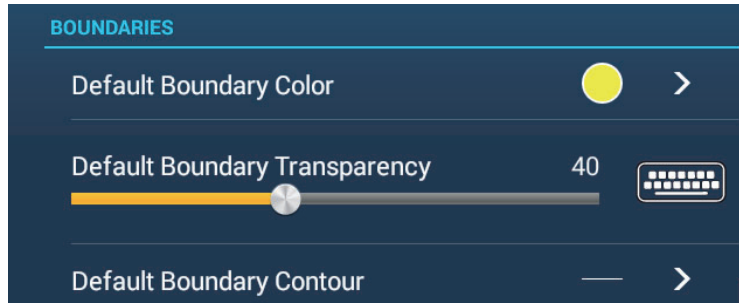 BOUNDARIES
Default Boundary Color
Default Boundary Transparency 40
Default Boundary Contour